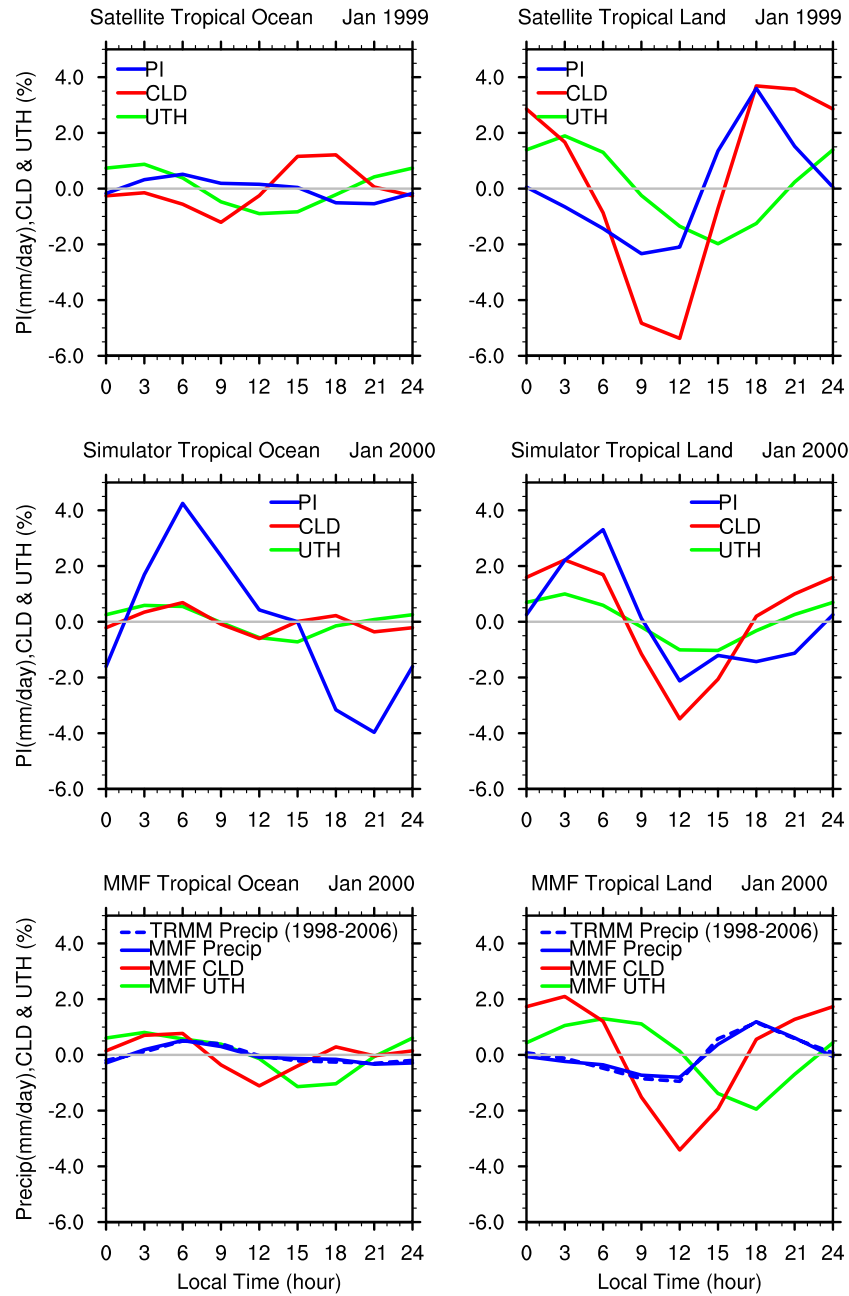 Satellite Tropical Ocean Jan 1999
PI(mm/day),CLD & UTH (%)
4.0
2.0
0.0
-2.0
-4.0
-6.0
PI
CLD
UTH
0 3 6 9 12 15 18 21 24
Satellite Tropical Land Jan 1999
4.0
2.0
0.0
-2.0
-4.0
-6.0
PI
CLD
UTH
0 3 6 9 12 15 18 21 24
Simulator Tropical Ocean Jan 2000
PI(mm/day),CLD & UTH (%)
4.0
2.0
0.0
-2.0
-4.0
-6.0
PI
CLD
UTH
0 3 6 9 12 15 18 21 24
Simulator Tropical Land Jan 2000
4.0
2.0
0.0
-2.0
-4.0
-6.0
PI
CLD
UTH
0 3 6 9 12 15 18 21 24
MMF Tropical Ocean Jan 2000
Precip(mm/day),CLD & UTH (%)
4.0
2.0
0.0
-2.0
-4.0
-6.0
TRMM Precip (1998-2006)
MMF Precip
MMF CLD
MMF UTH
0 3 6 9 12 15 18 21 24
Local Time (hour)
MMF Tropical Land Jan 2000
4.0
2.0
0.0
-2.0
-4.0
-6.0
TRMM Precip (1998-2006)
MMF Precip
MMF CLD
MMF UTH
0 3 6 9 12 15 18 21 24
Local Time (hour)